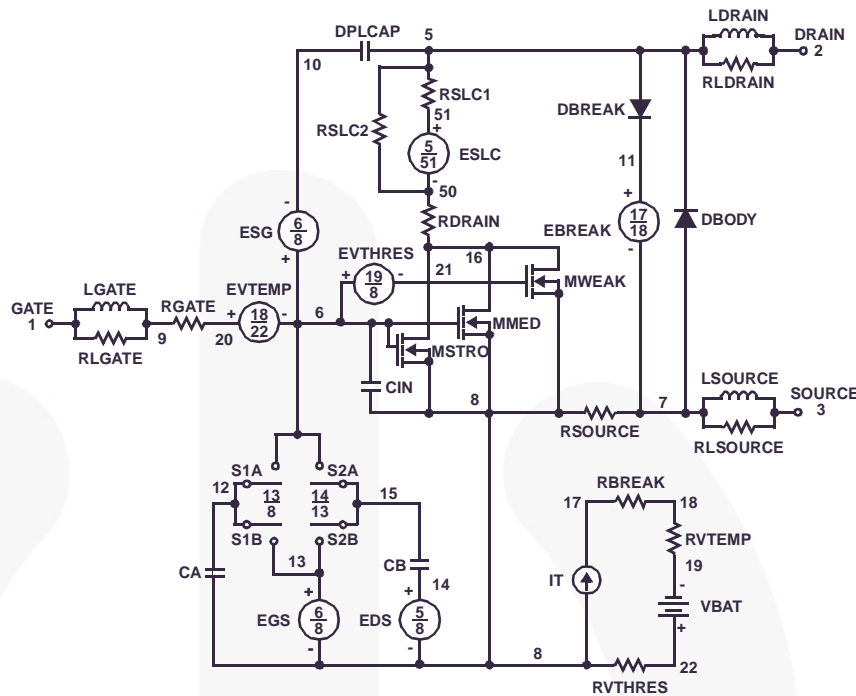 LDRAIN
DPLCAP 5 DRAIN
10 2
RLDRAIN
RSLC1
DBREAK
51
RSLC2
+
5
51
ESLC
11
-
50
-
+
RDRAIN
17
18
6
8
ESG
EBREAK
DBODY
EVTHRES
16
+
-
+
19
8
-
21
MWEAK
LGATE
EVTEMP
GATE
1
RGATE
+
18
22
-
6
MMED
9
20
MSTRO
RLGATE
LSOURCE
CIN
8
7
SOURCE
3
RSOURCE
RLSOURCE
S1A
S2A
12
13
8
14
13
15
RBREAK
17
18
S1B
S2B
RVTEMP
13
CB
19
CA
14
IT
-
+
+
VBAT
EGS
6
8
EDS
5
8
+
-
-
8
22
RVTHRES